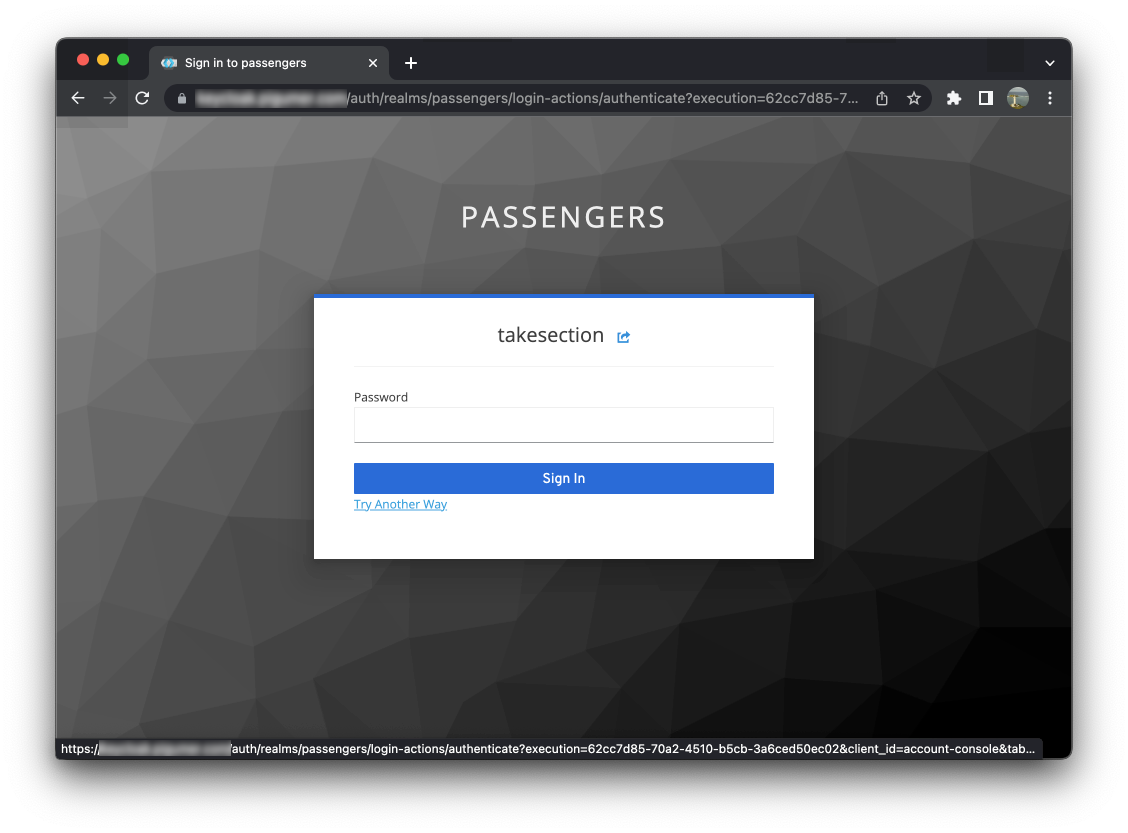 Sign in to passengers
/auth/realms/passengers/login-actions/authenticate?execution=62cc7d85-7...
PASSENGERS
takesection
Password
Sign In
Try Another Way
https://
/auth/realms/passengers/login-actions/authenticate?execution=62cc7d85-70a2-4510-b5cb-3a6ced50ec02&client_id=account-console&tab...